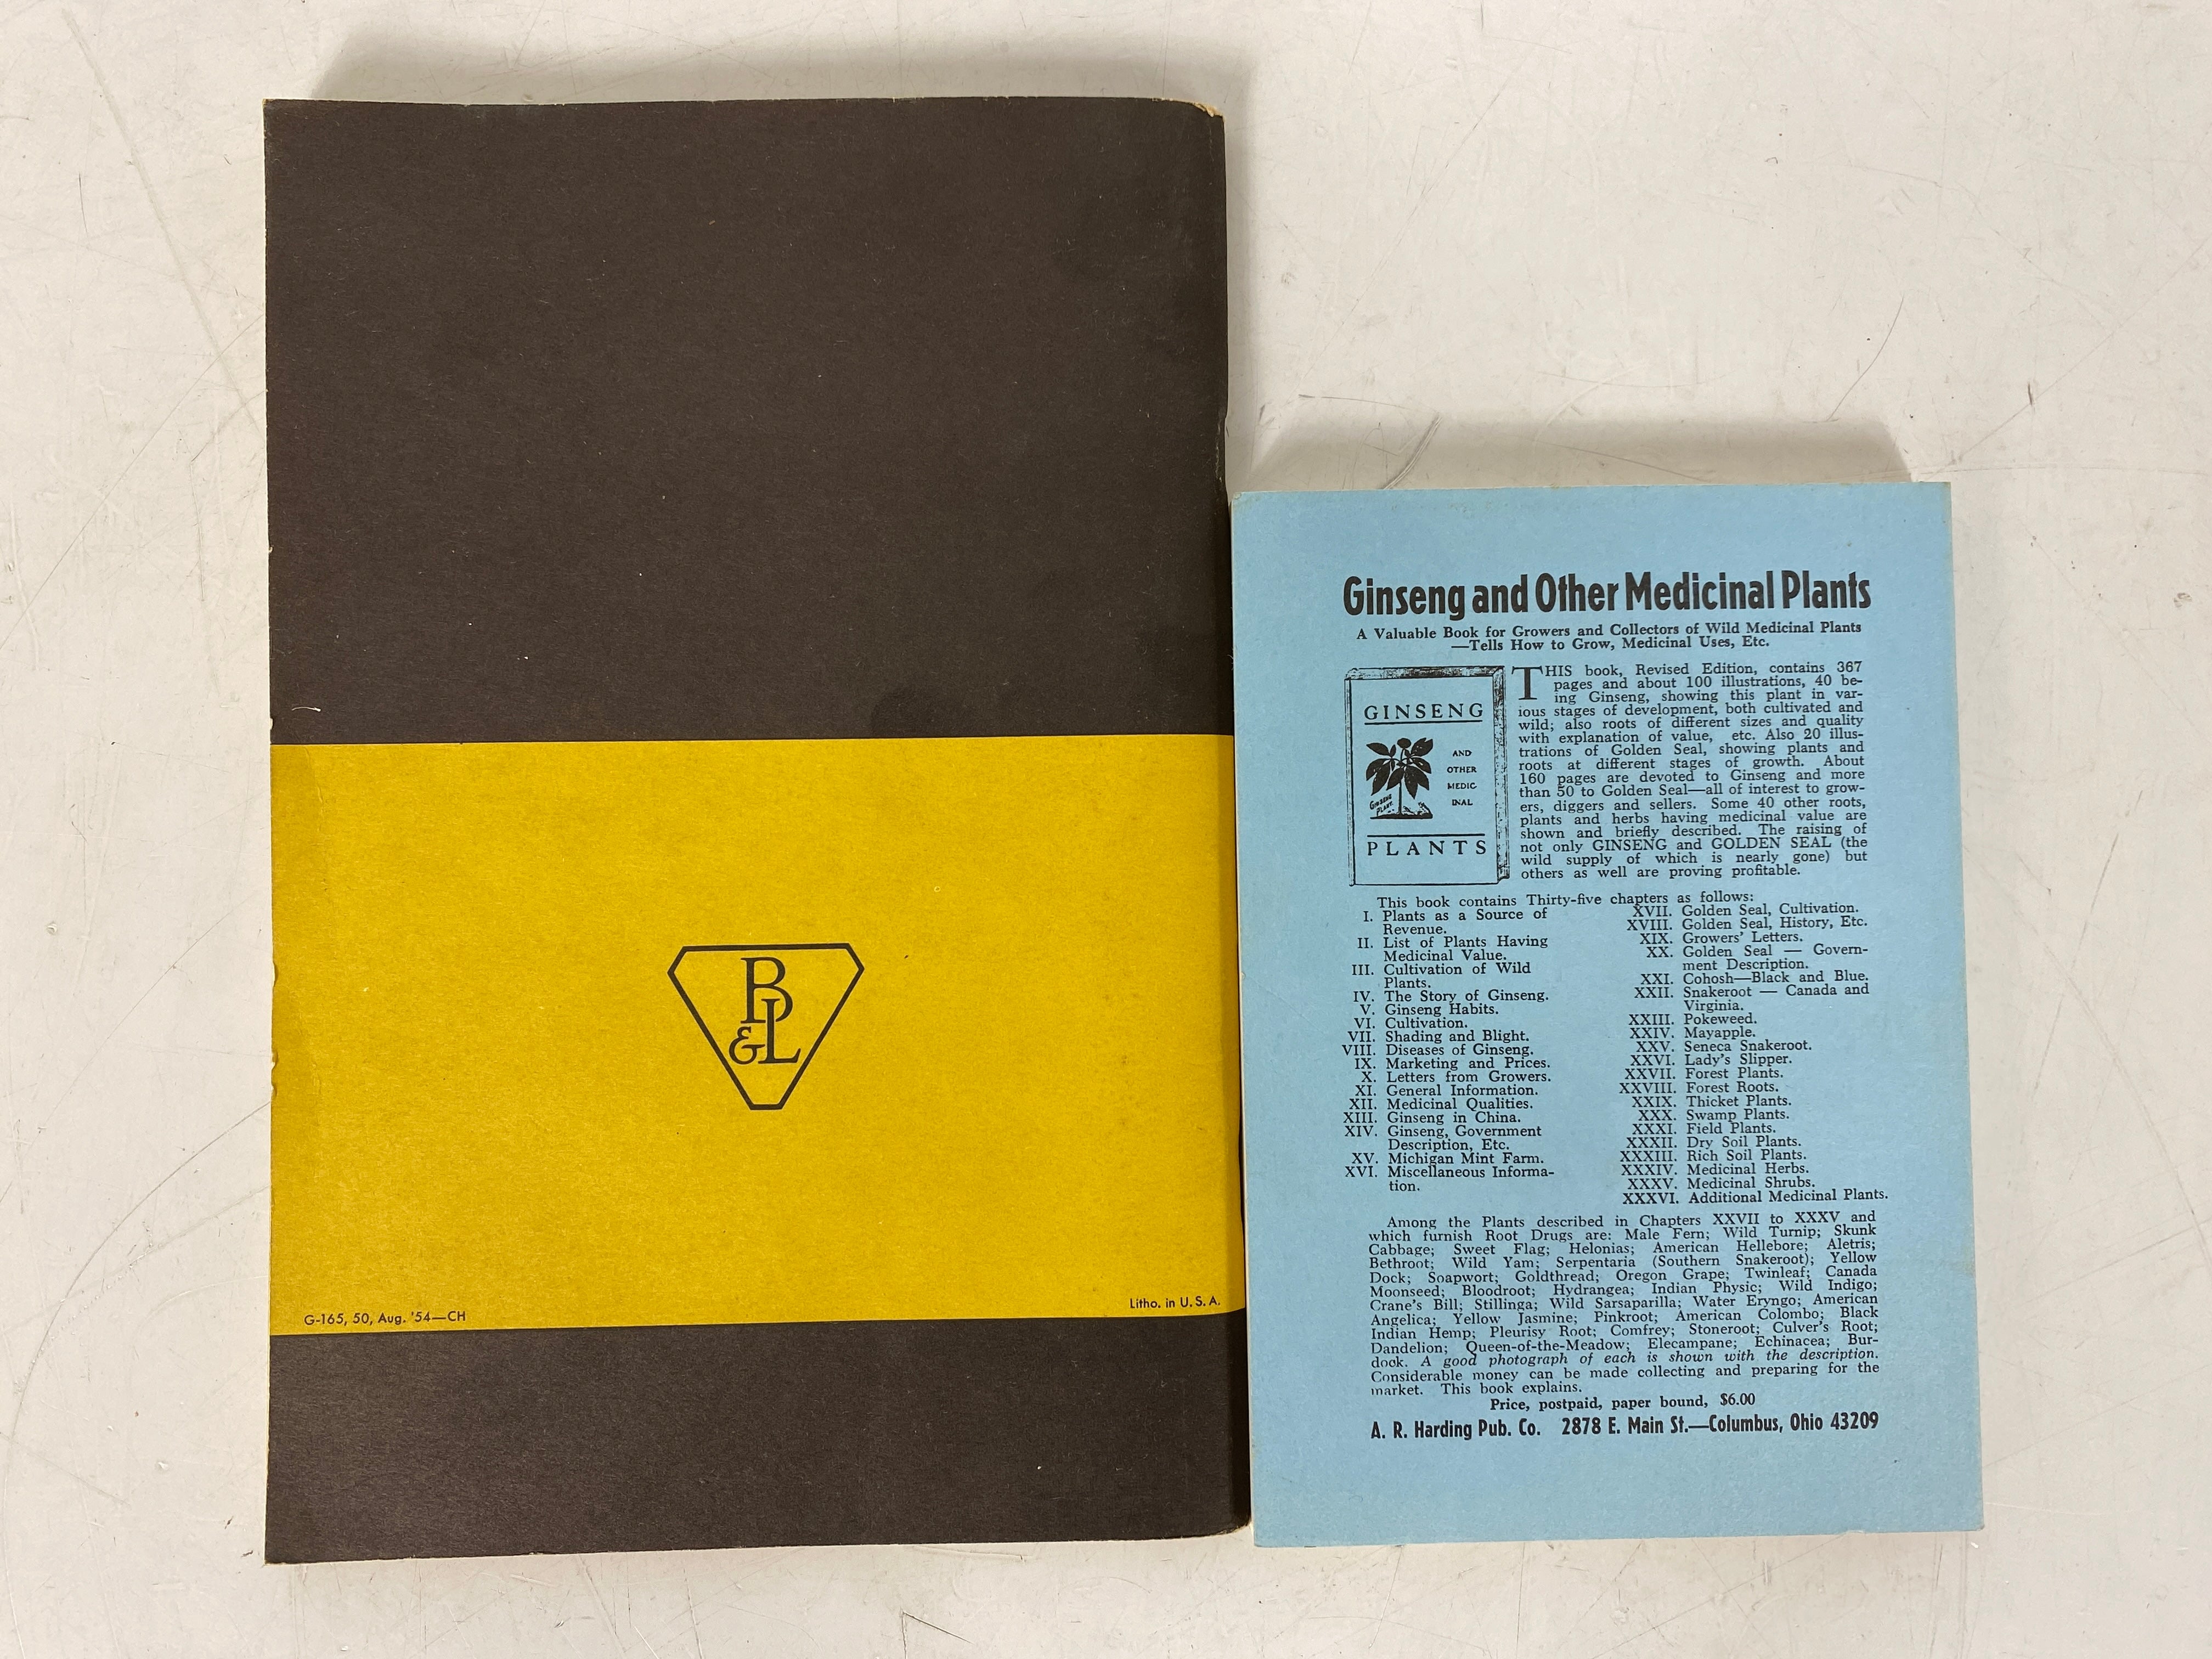 B
&L
G-165, 50, Aug. '54—CH
Litho. in U. S. A.
Ginseng and Other Medicinal Plants
A Valuable Book for Growers and Collectors of Wild Medicinal Plants
—Tells How to Grow, Medicinal Uses, Etc.
GINSENG
AND
OTHER
MEDIC
INAL
GINSENG
PLANT.
PLANTS
THIS book, Revised Edition, contains 367
pages and about 100 illustrations, 40 be-
ing Ginseng, showing this plant in var-
ious stages of development, both cultivated and
wild; also roots of different sizes and quality
with explanation of value, etc. Also 20 illus-
trations of Golden Seal, showing plants and
roots at different stages of growth. About
160 pages are devoted to Ginseng and more
than 50 to Golden Seal—all of interest to grow-
ers, diggers and sellers. Some 40 other roots,
plants and herbs having medicinal value are
shown and briefly described. The raising of
not only GINSENG and GOLDEN SEAL (the
wild supply of which is nearly gone) but
others as well are proving profitable.
This book contains Thirty-five chapters as follows:
I. Plants as a Source of
Revenue.
II. List of Plants Having
Medicinal Value.
III. Cultivation of Wild
Plants.
IV. The Story of Ginseng.
V. Ginseng Habits.
VI. Cultivation.
VII. Shading and Blight.
VIII. Diseases of Ginseng.
IX. Marketing and Prices.
X. Letters from Growers.
XI. General Information.
XII. Medicinal Qualities.
XIII. Ginseng in China.
XIV. Ginseng, Government
Description, Etc.
XV. Michigan Mint Farm.
XVI. Miscellaneous Informa-
tion.
XVII. Golden Seal, Cultivation.
XVIII. Golden Seal, History, Etc.
XIX. Growers' Letters.
XX. Golden Seal — Govern-
ment Description.
XXI. Cohosh—Black and Blue.
XXII. Snakeroot — Canada and
Virginia.
XXIII. Pokeweed.
XXIV. Mayapple.
XXV. Seneca Snakeroot.
XXVI. Lady's Slipper.
XXVII. Forest Plants.
XXVIII. Forest Roots.
XXIX. Thicket Plants.
XXX. Swamp Plants.
XXXI. Field Plants.
XXXII. Dry Soil Plants.
XXXIII. Rich Soil Plants.
XXXIV. Medicinal Herbs.
XXXV. Medicinal Shrubs.
XXXVI. Additional Medicinal Plants.
Among the Plants described in Chapters XXVII to XXXV and
which furnish Root Drugs are: Male Fern; Wild Turnip; Skunk
Cabbage; Sweet Flag; Helonias; American Hellebore; Aletris;
Bethroot; Wild Yam; Serpentaria (Southern Snakeroot); Yellow
Dock; Soapwort; Goldthread; Oregon Grape; Twinleaf; Canada
Moonseed; Bloodroot; Hydrangea; Indian Physic; Wild Indigo;
Crane's Bill; Stillinga; Wild Sarsaparilla; Water Eryngo; American
Angelica; Yellow Jasmine; Pinkroot; American Colombo; Black
Indian Hemp; Pleurisy Root; Comfrey; Stoneroot; Culver's Root;
Dandelion; Queen-of-the-Meadow; Elecampane; Echinacea; Bur-
dock. A good photograph of each is shown with the description.
Considerable money can be made collecting and preparing for the
market. This book explains.
Price, postpaid, paper bound, $6.00
A. R. Harding Pub. Co. 2878 E. Main St.—Columbus, Ohio 43209